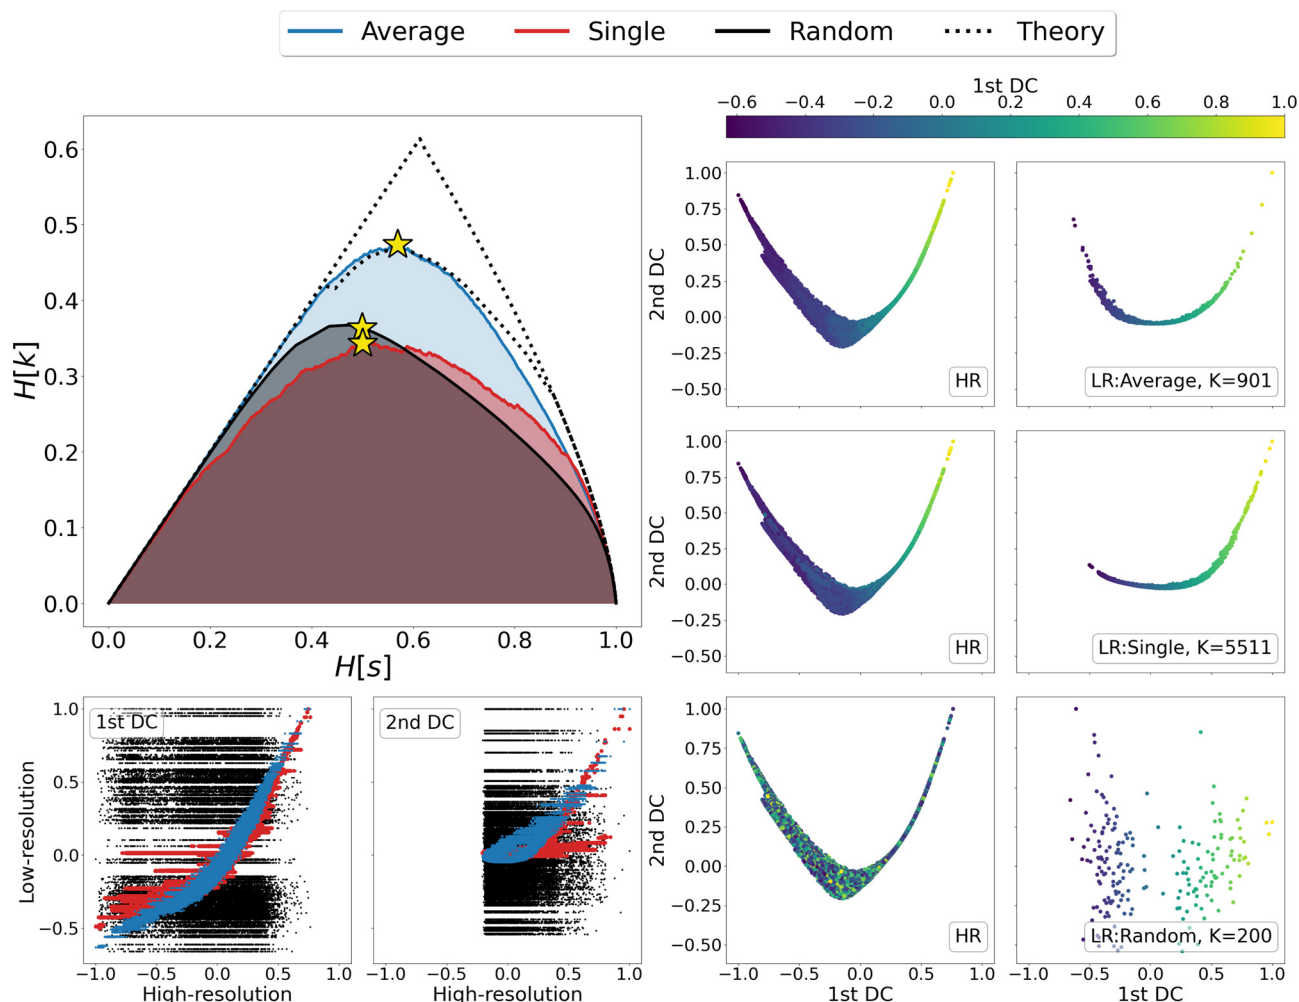 Average Single Random Theory
1st DC
−0.6 −0.4 −0.2 0.0 0.2 0.4 0.6 0.8 1.0
H[k]
0.6
0.5
0.4
0.3
0.2
0.1
0.0
0.0 0.2 0.4 0.6 0.8 1.0
H[s]
2nd DC
1.00
0.75
0.50
0.25
0.00
−0.25
−0.50
HR
LR:Average, K=901
2nd DC
1.00
0.75
0.50
0.25
0.00
−0.25
−0.50
HR
LR:Single, K=5511
Low-resolution
1.0
0.5
0.0
−0.5
1st DC
−1.0 −0.5 0.0 0.5 1.0
High-resolution
2nd DC
−1.0 −0.5 0.0 0.5 1.0
High-resolution
2nd DC
1.00
0.75
0.50
0.25
0.00
−0.25
−0.50
HR
−1.0 −0.5 0.0 0.5 1.0
1st DC
LR:Random, K=200
−1.0 −0.5 0.0 0.5 1.0
1st DC